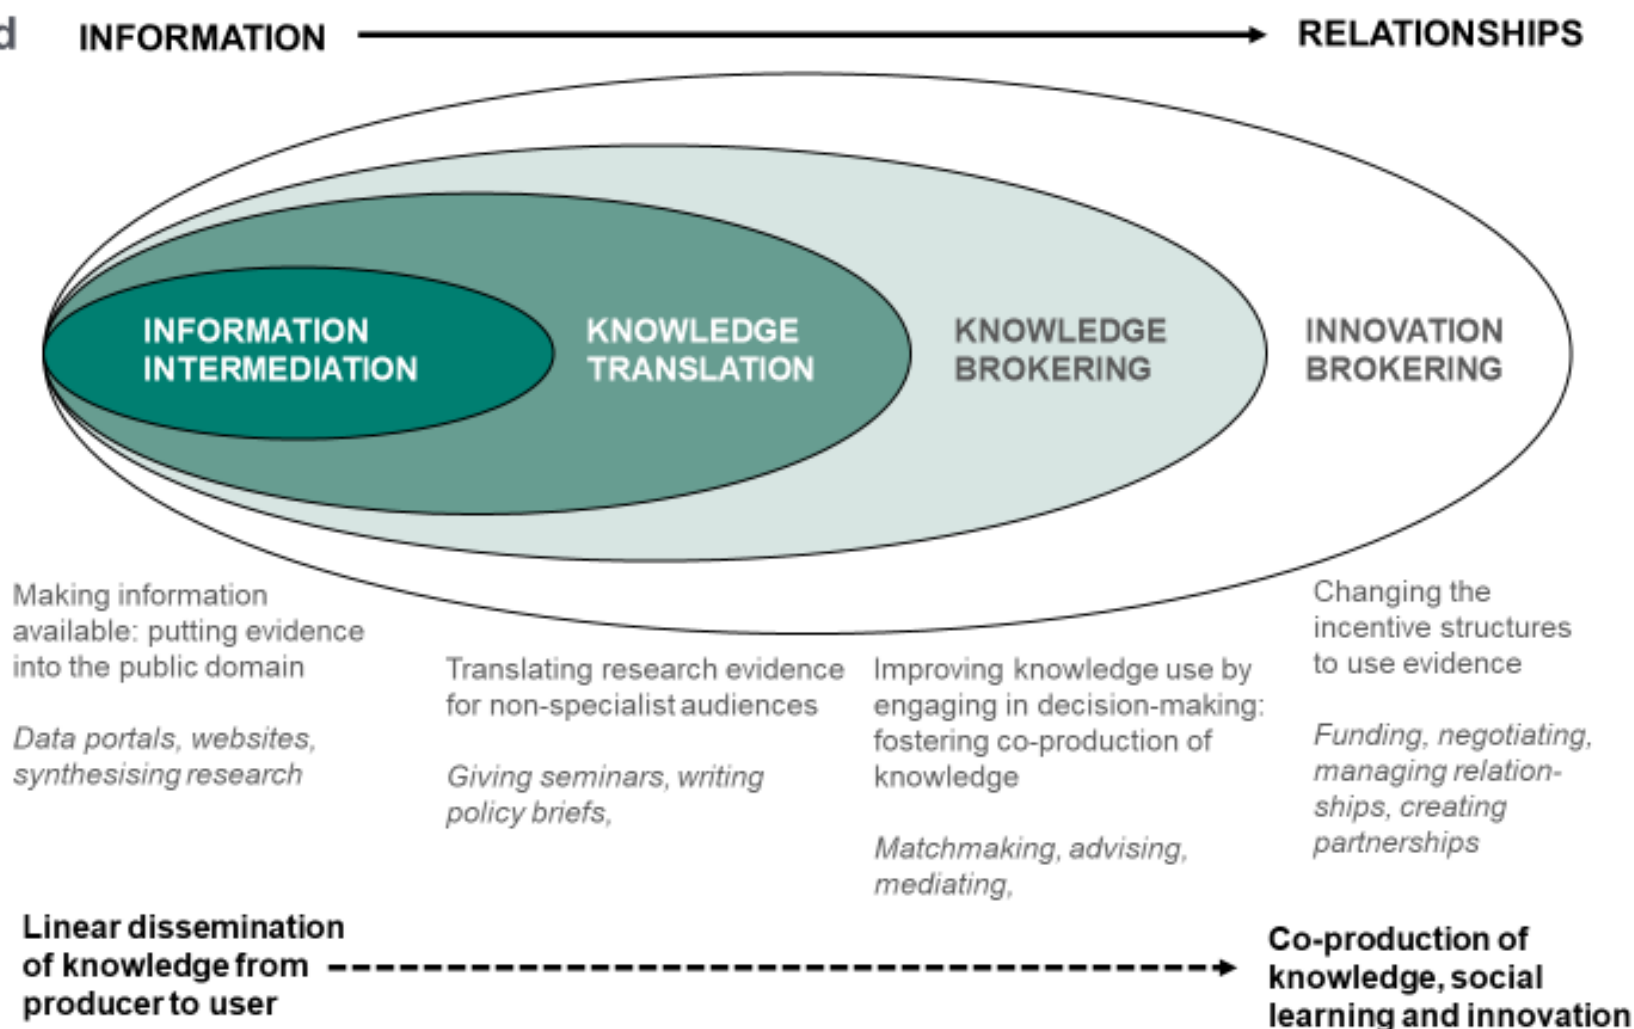 d
INFORMATION
RELATIONSHIPS
INFORMATION
INTERMEDIATION
KNOWLEDGE
TRANSLATION
KNOWLEDGE
BROKERING
INNOVATION
BROKERING
Making information
available: putting evidence
into the public domain
Data portals, websites,
synthesising research
Translating research evidence
for non-specialist audiences
Giving seminars, writing
policy briefs,
Improving knowledge use by
engaging in decision-making:
fostering co-production of
knowledge
Matchmaking, advising,
mediating,
Changing the
incentive structures
to use evidence
Funding, negotiating,
managing relation-
ships, creating
partnerships
Linear dissemination
of knowledge from
producer to user
Co-production of
knowledge, social
learning and innovation